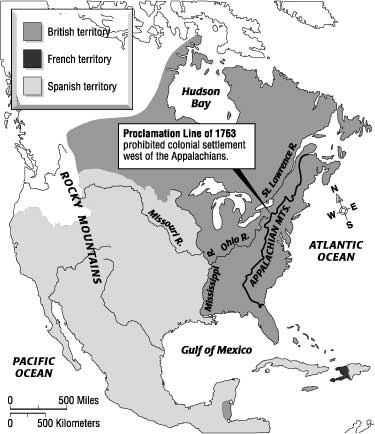 British territory
French territory
Spanish territory
Hudson
Bay
Proclamation Line of 1763
prohibited colonial settlement
west of the Appalachians.
St. Lawrence R.
ROCKY MOUNTAINS
Missouri R.
Ohio R.
Mississippi R.
APPALACHIAN MTS.
N
E
W
S
ATLANTIC
OCEAN
Gulf of Mexico
PACIFIC
OCEAN
0 500 Miles
0 500 Kilometers